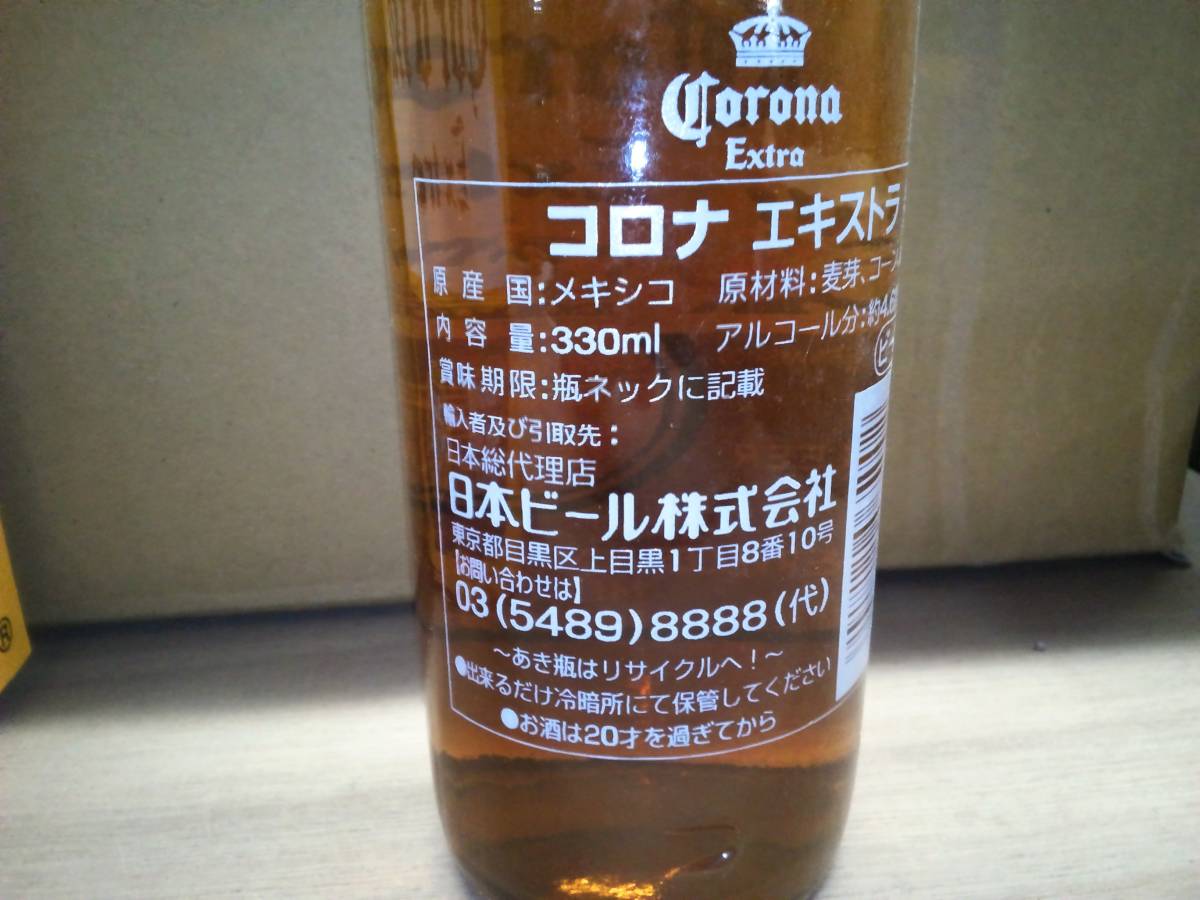 Corona
Extra
コロナ エキストラ
原産国:メキシコ 原材料:麦芽、コー
内容量:330ml アルコール分:約4.6
賞味期限:瓶ネックに記載
輸入者及び引取先:
日本総代理店
日本ビール株式会社
東京都目黒区上目黒1丁目8番10号
【お問い合わせは】
03(5489)8888(代)
～あき瓶はリサイクルへ!～
●出来るだけ冷暗所にて保管してください
●お酒は20才を過ぎてから
®